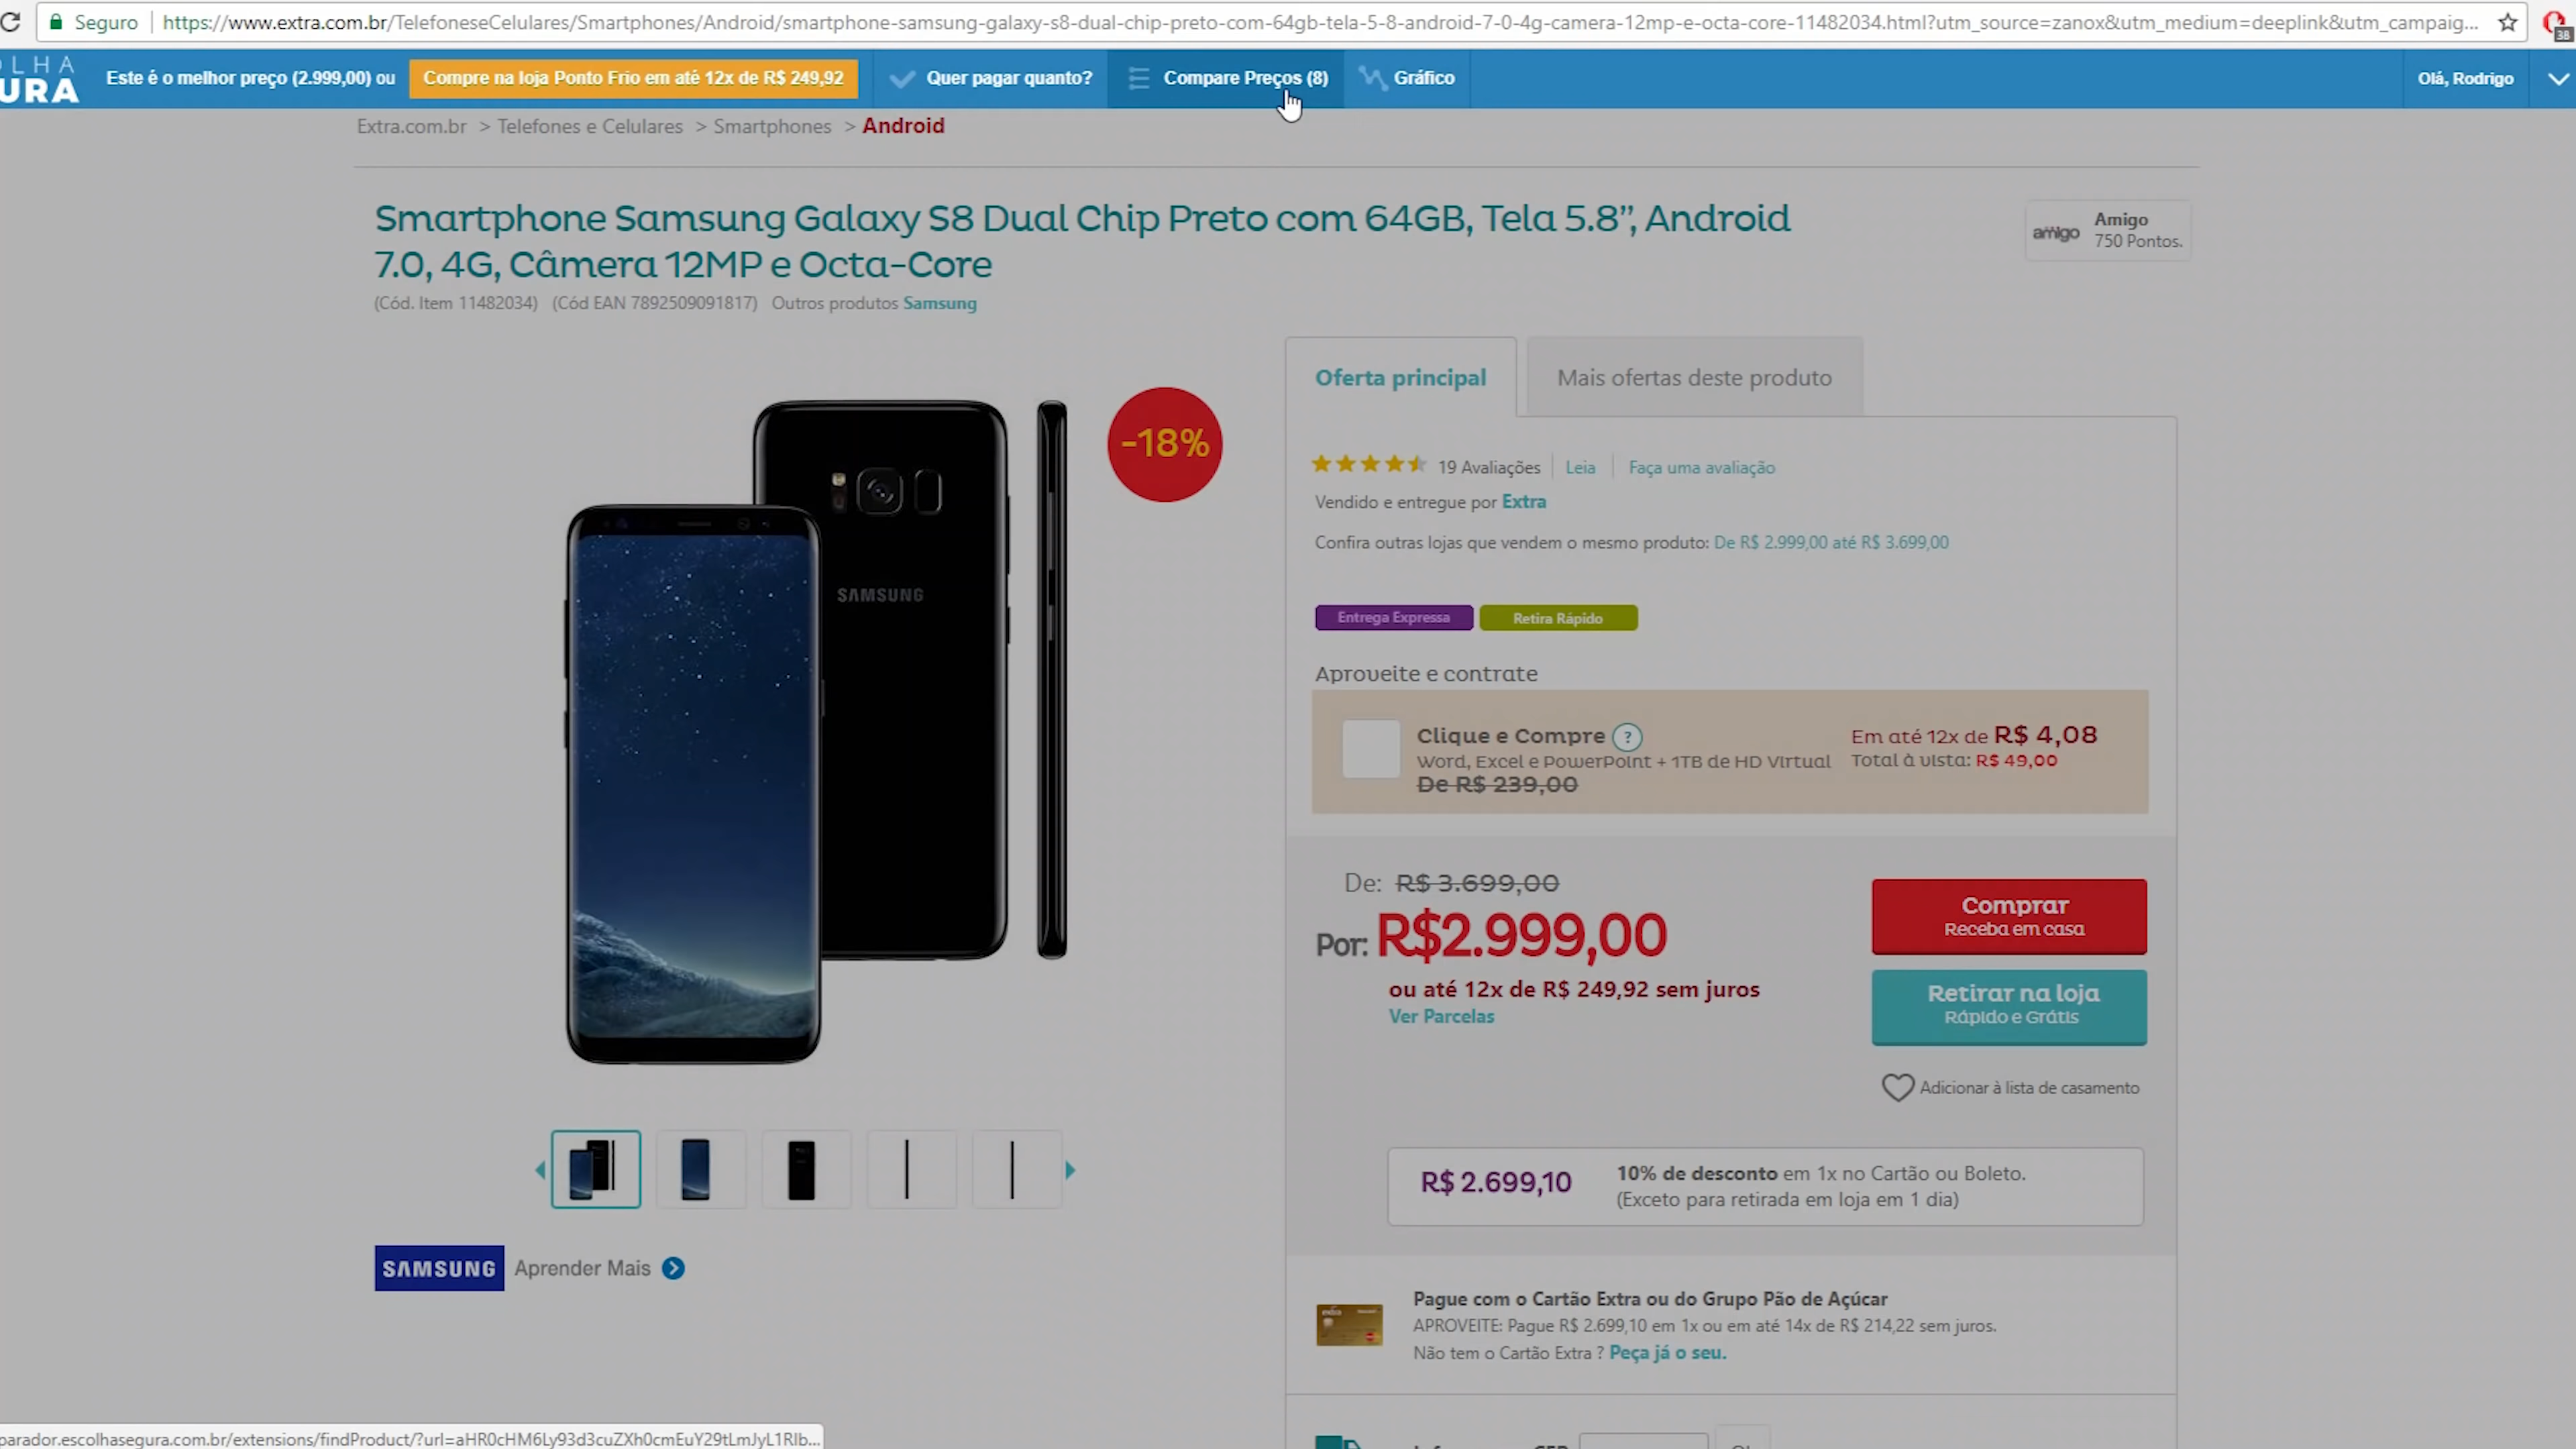 Seguro https://www.extra.com.br/TelefoneseCelulares/Smartphones/Android/smartphone-samsung-galaxy-s8-dual-chip-preto-com-64gb-tela-5-8-android-7-0-4g-camera-12mp-e-octa-core-11482034.html?utm_source=zanox&utm_medium=deeplink&utm_campaig...
38
OLHA
URA
Este é o melhor preço (2.999,00) ou Compre na loja Ponto Frio em até 12x de R$ 249,92 Quer pagar quanto? Compare Preços (8) Gráfico Olá, Rodrigo
Extra.com.br > Telefones e Celulares > Smartphones > Android
Smartphone Samsung Galaxy S8 Dual Chip Preto com 64GB, Tela 5.8”, Android
7.0, 4G, Câmera 12MP e Octa-Core
(Cód. Item 11482034) (Cód EAN 7892509091817) Outros produtos Samsung
amigo
Amigo
750 Pontos.
-18%
SAMSUNG
Oferta principal Mais ofertas deste produto
19 Avaliações Leia Faça uma avaliação
Vendido e entregue por Extra
Confira outras lojas que vendem o mesmo produto: De R$ 2.999,00 até R$ 3.699,00
Entrega Expressa Retira Rápido
Aproveite e contrate
Clique e Compre ? Em até 12x de R$ 4,08
Word, Excel e PowerPoint + 1TB de HD Virtual Total à vista: R$ 49,00
De R$ 239,00
De: R$ 3.699,00
Por: R$2.999,00
ou até 12x de R$ 249,92 sem juros
Ver Parcelas
Comprar
Receba em casa
Retirar na loja
Rápido e Grátis
Adicionar à lista de casamento
R$ 2.699,10 10% de desconto em 1x no Cartão ou Boleto.
(Exceto para retirada em loja em 1 dia)
SAMSUNG Aprender Mais
Pague com o Cartão Extra ou do Grupo Pão de Açúcar
APROVEITE: Pague R$ 2.699,10 em 1x ou em até 14x de R$ 214,22 sem juros.
Não tem o Cartão Extra ? Peça já o seu.
parador.escolhasegura.com.br/extensions/findProduct/?url=aHR0cHM6Ly93d3cuZXh0cmEuY29tLmJyL1RIb...